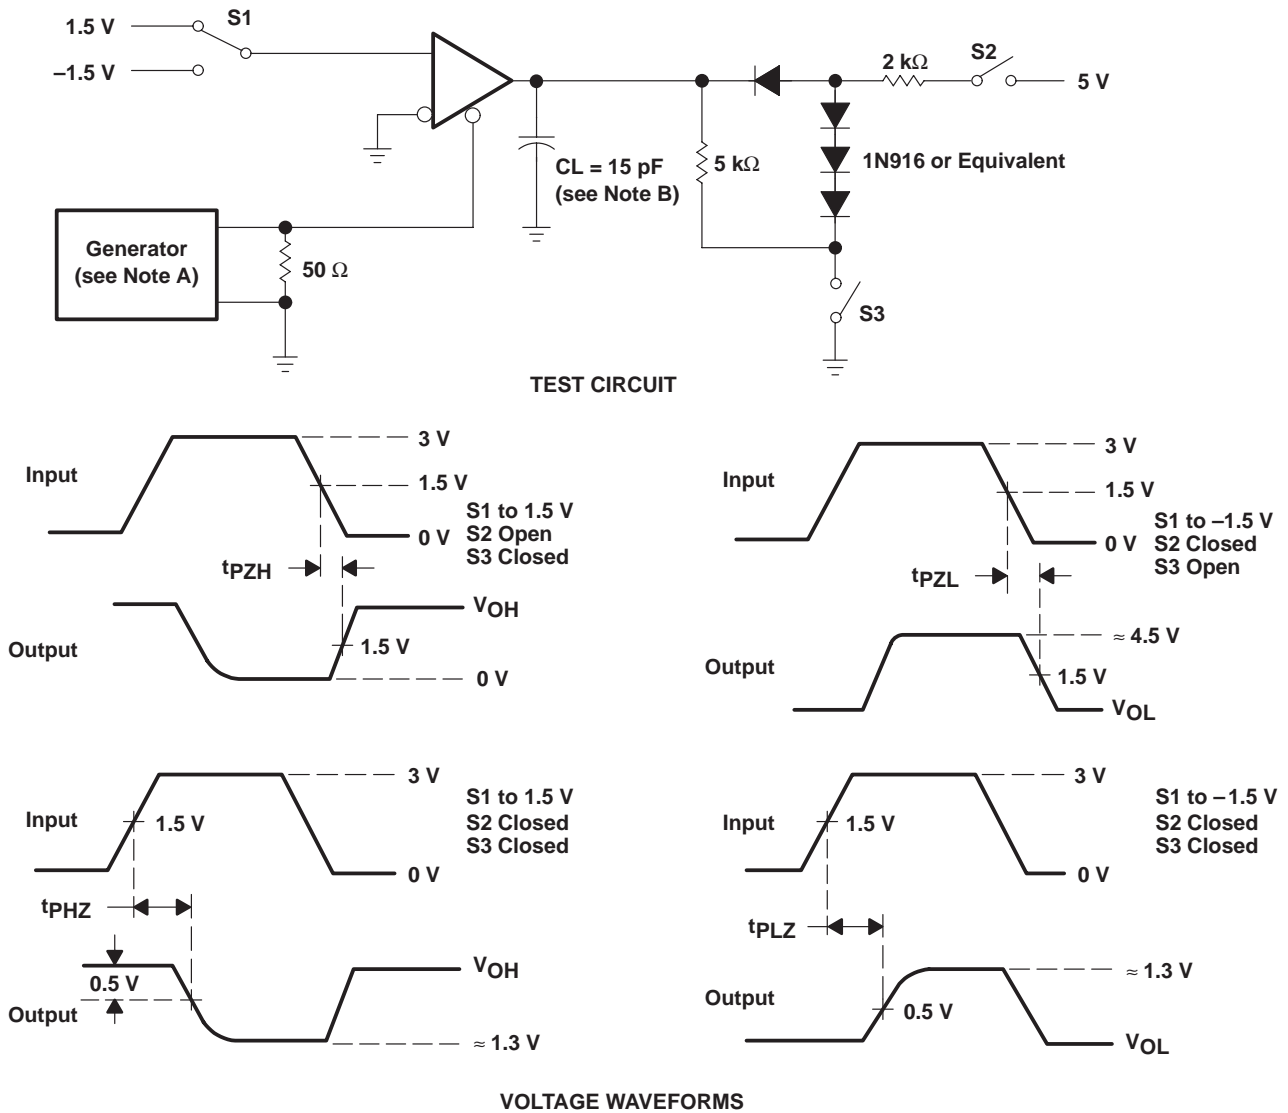 1.5 V
S1
–1.5 V
2 kΩ
S2
5 V
CL = 15 pF
(see Note B)
5 kΩ
1N916 or Equivalent
Generator
(see Note A)
50 Ω
S3
TEST CIRCUIT
Input
3 V
1.5 V
0 V
S1 to 1.5 V
S2 Open
S3 Closed
tPZH
Output
VOH
1.5 V
0 V
Input
3 V
1.5 V
0 V
S1 to –1.5 V
S2 Closed
S3 Open
tPZL
Output
≈ 4.5 V
1.5 V
VOL
Input
3 V
1.5 V
0 V
S1 to 1.5 V
S2 Closed
S3 Closed
tPHZ
0.5 V
Output
VOH
≈ 1.3 V
Input
3 V
1.5 V
0 V
S1 to –1.5 V
S2 Closed
S3 Closed
tPLZ
Output
≈ 1.3 V
0.5 V
VOL
VOLTAGE WAVEFORMS